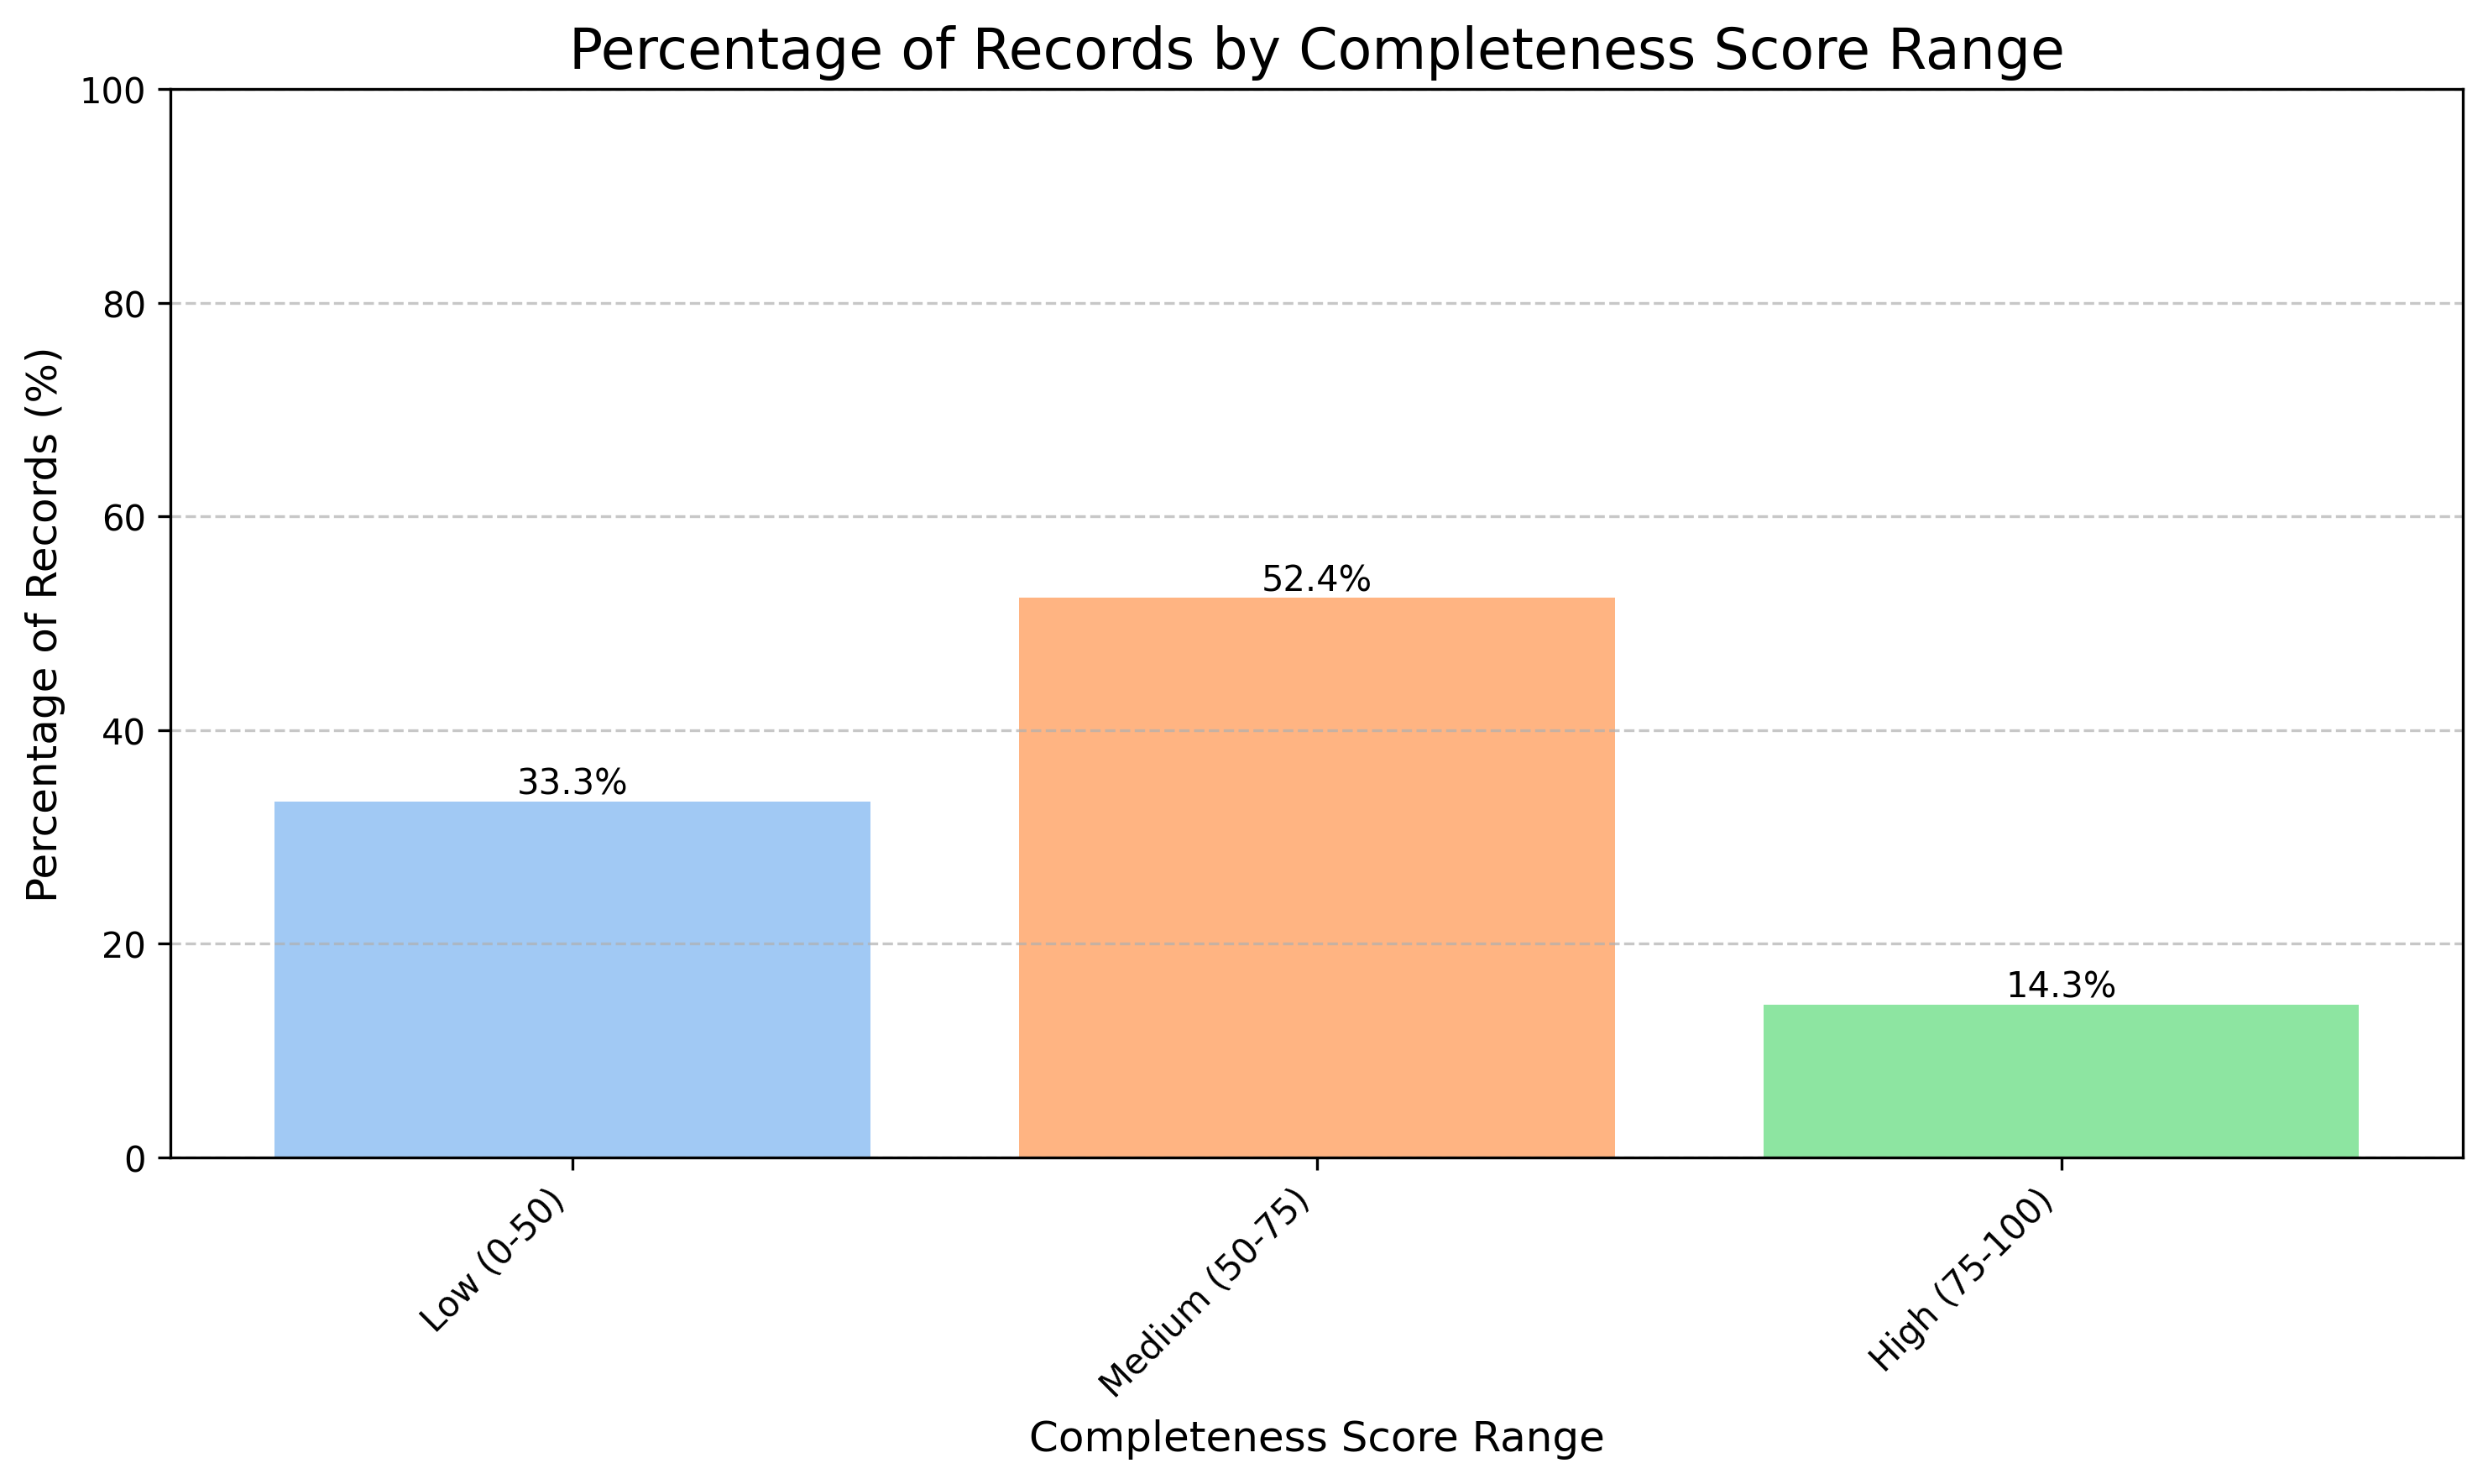 Percentage of Records by Completeness Score Range
Percentage of Records (%)
100
80
60
40
20
0
33.3%
52.4%
14.3%
Low (0-50)
Medium (50-75)
High (75-100)
Completeness Score Range